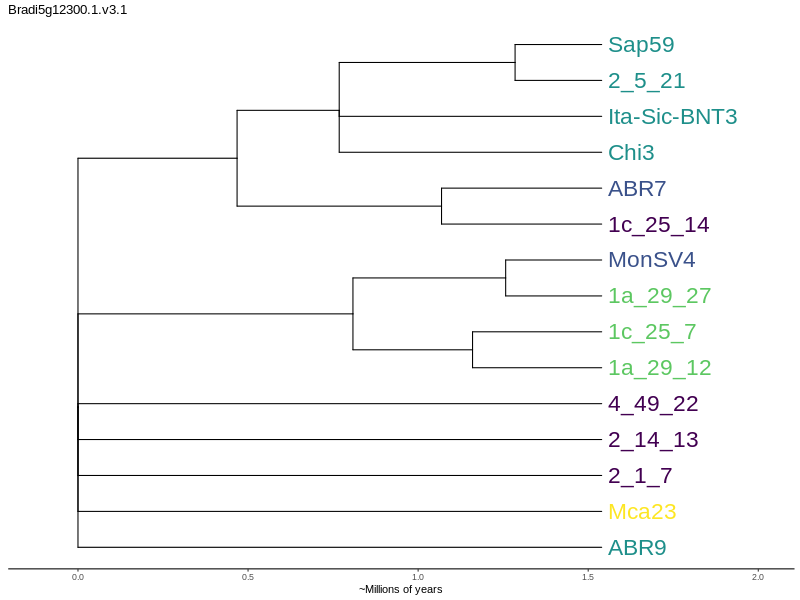 Bradi5g12300.1.v3.1
Sap59
2_5_21
Ita-Sic-BNT3
Chi3
ABR7
1c_25_14
MonSV4
1a_29_27
1c_25_7
1a_29_12
4_49_22
2_14_13
2_1_7
Mca23
ABR9
0.0 0.5 1.0 1.5 2.0
~Millions of years